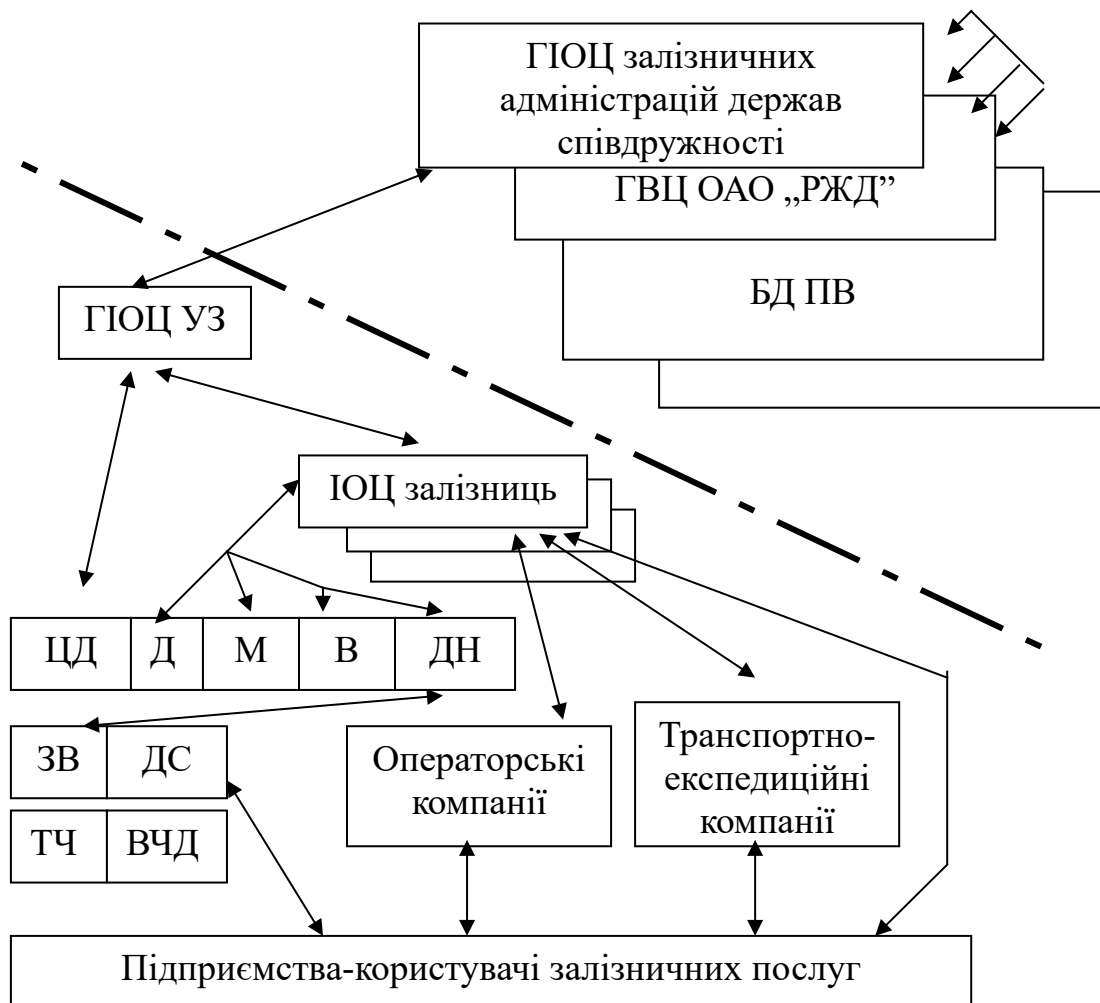 ГІОЦ залізничних
адміністрацій держав
співдружності
ГВЦ ОАО „РЖД”
БД ПВ
ГІОЦ УЗ
ІОЦ залізниць
ЦД Д М В ДН
ЗВ ДС
ТЧ ВЧД
Операторські
компанії
Транспортно-
експедиційні
компанії
Підприємства-користувачі залізничних послуг